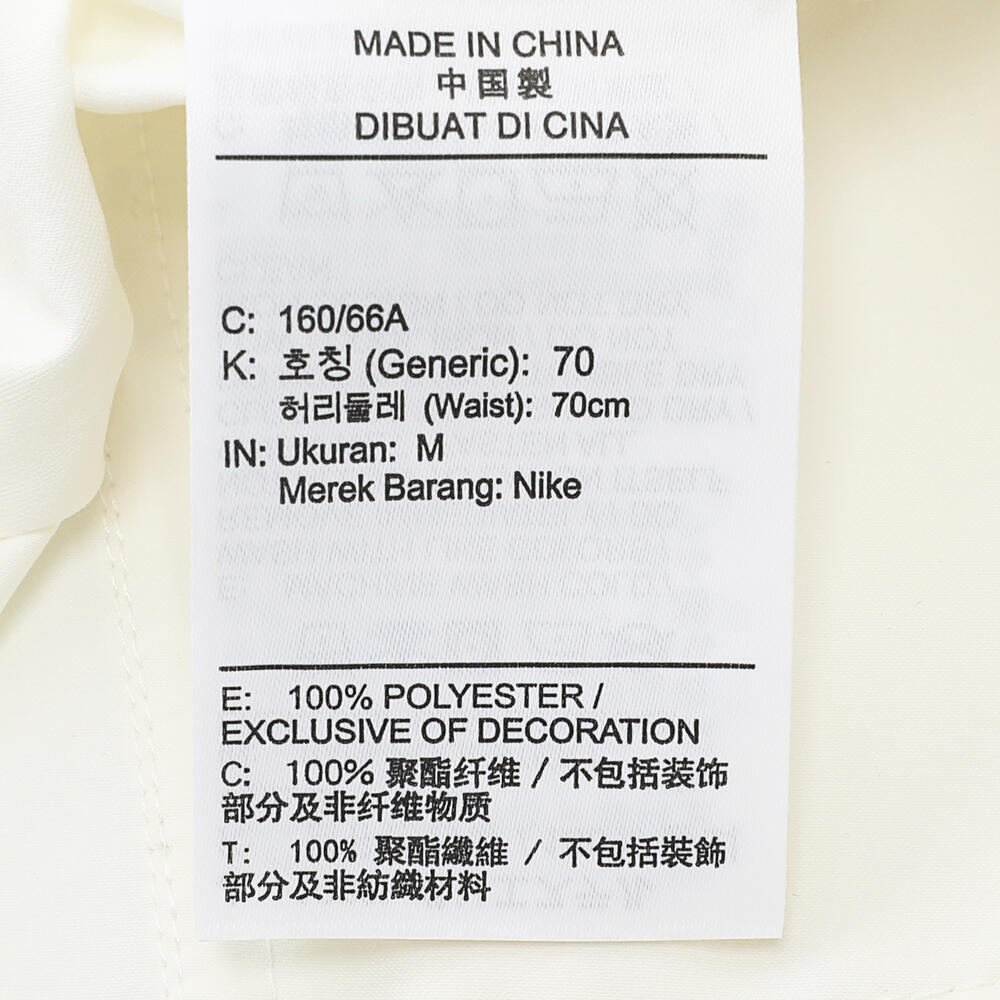 MADE IN CHINA
中国製
DIBUAT DI CINA
C: 160/66A
K: 호칭 (Generic): 70
허리둘레 (Waist): 70cm
IN: Ukuran: M
Merek Barang: Nike
E: 100% POLYESTER /
EXCLUSIVE OF DECORATION
C: 100% 聚酯纤维 / 不包括装饰
部分及非纤维物质
T: 100% 聚酯纖維 / 不包括裝飾
部分及非紡織材料